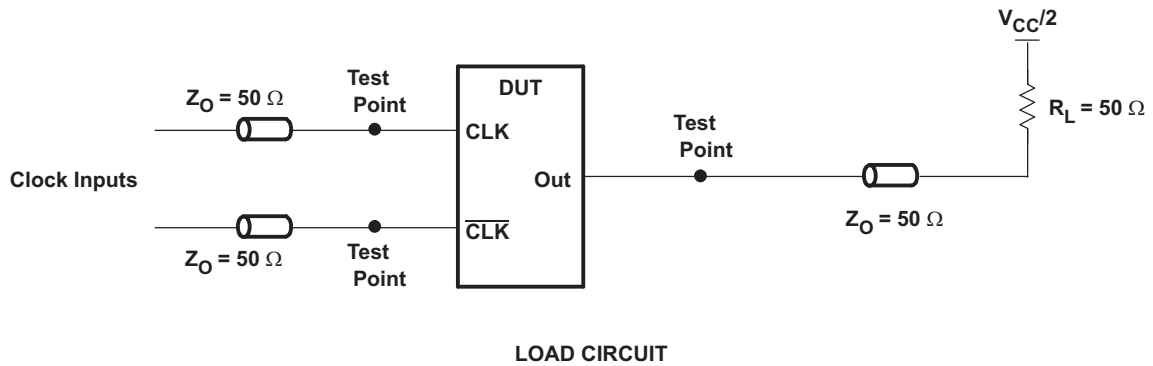 V_CC/2
Test
Point
DUT
Z_O = 50 Ω
CLK
R_L = 50 Ω
Test
Point
Clock Inputs
Out
Z_O = 50 Ω
C̅L̅K̅
Z_O = 50 Ω
Test
Point
LOAD CIRCUIT